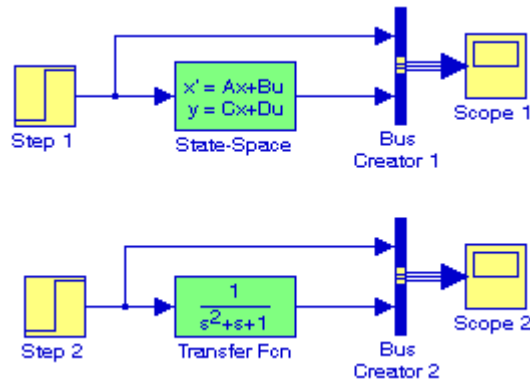 x' = Ax+Bu
y = Cx+Du
Step 1
State-Space
Bus
Creator 1
Scope 1
1
s²+s+1
Step 2
Transfer Fcn
Bus
Creator 2
Scope 2